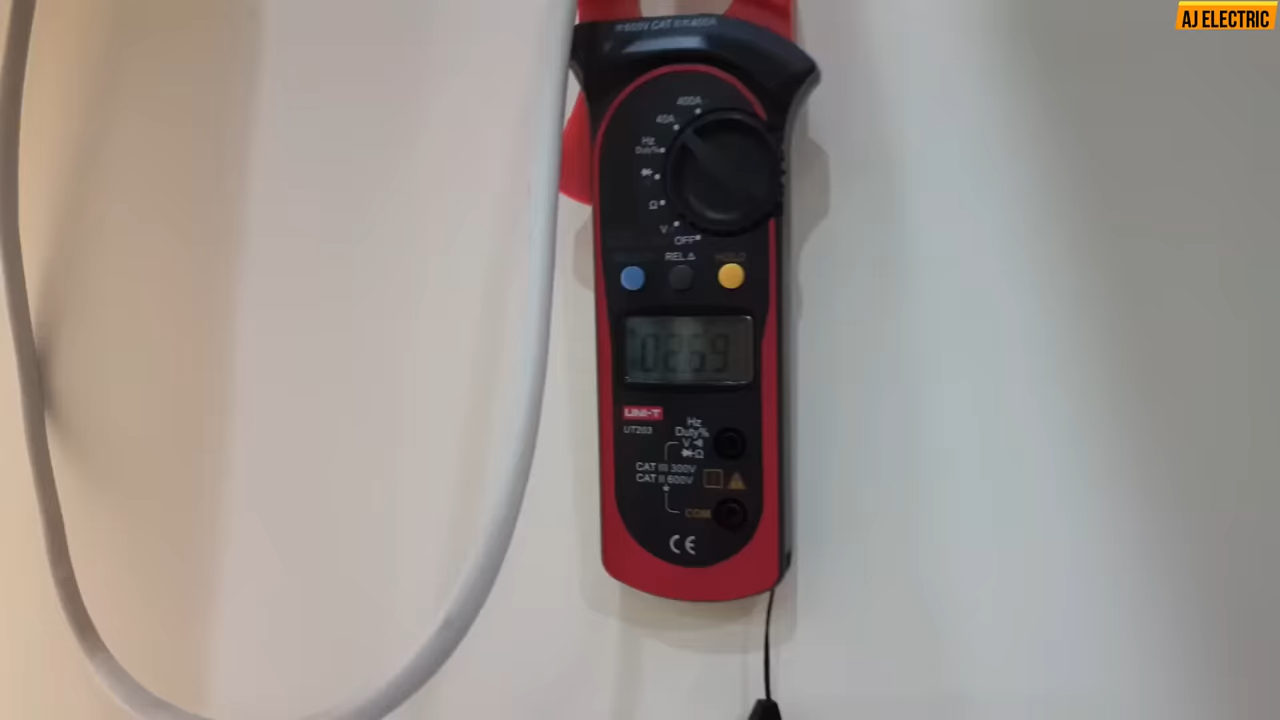 AJ ELECTRIC
400A
40A
Hz
Duty%
Ω
V
OFF
REL Δ
HOLD
UNI-T
UT203
Hz
Duty%
V
Ω
CAT III 300V
CAT II 600V
COM
CE